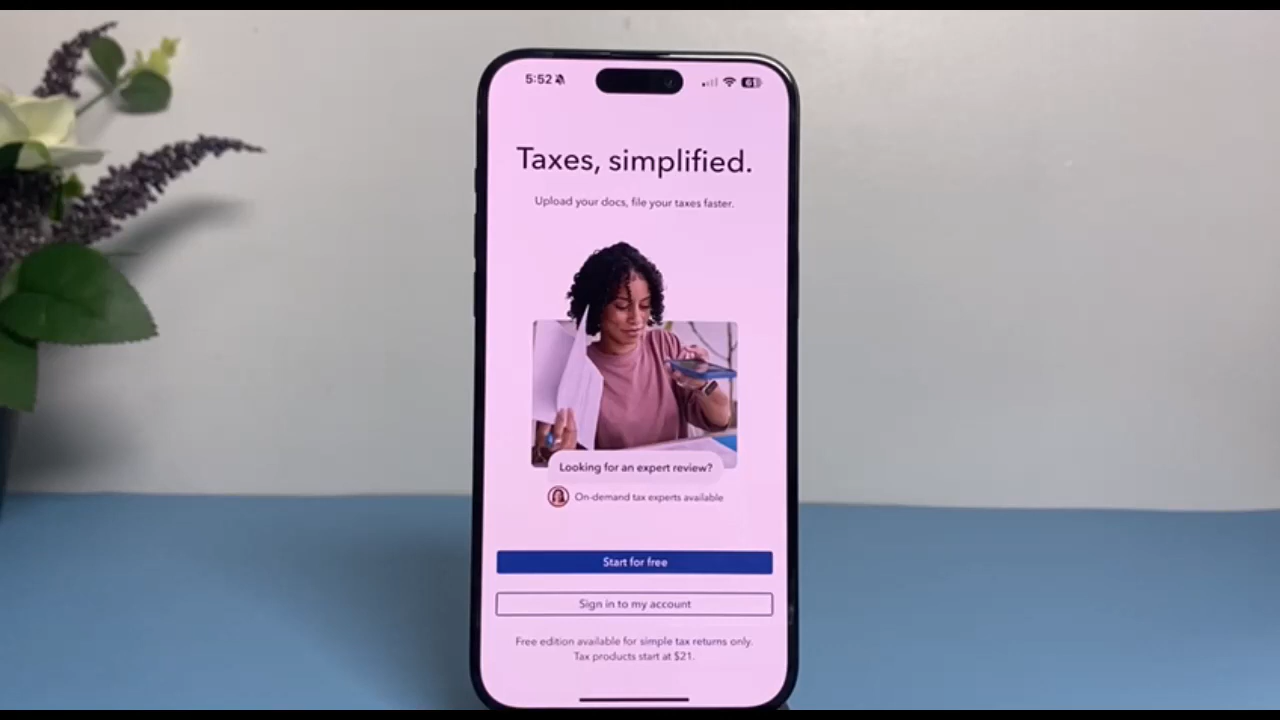 5:52
61
Taxes, simplified.
Upload your docs, file your taxes faster.
Looking for an expert review?
On-demand tax experts available
Start for free
Sign in to my account
Free edition available for simple tax returns only.
Tax products start at $21.